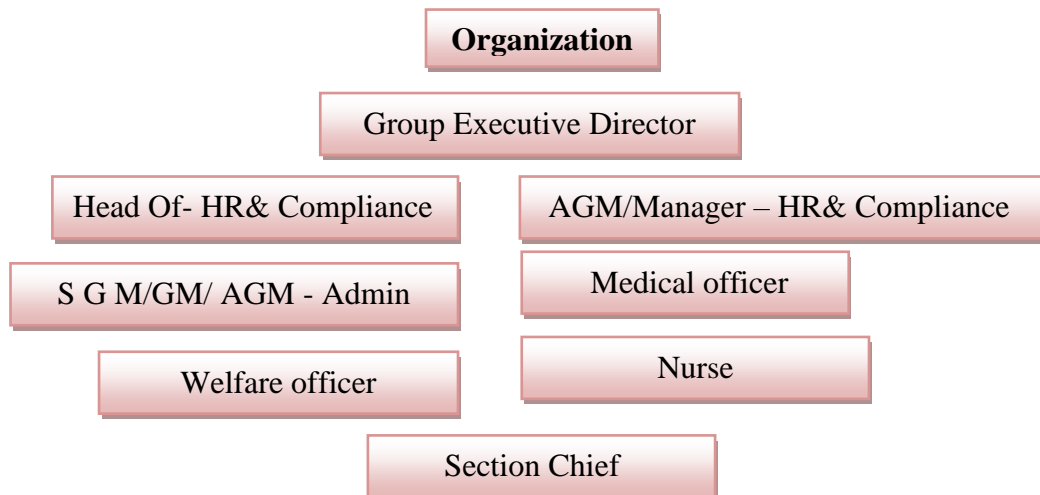 Organization
Group Executive Director
Head Of- HR& Compliance
AGM/Manager – HR& Compliance
S G M/GM/ AGM - Admin
Medical officer
Welfare officer
Nurse
Section Chief